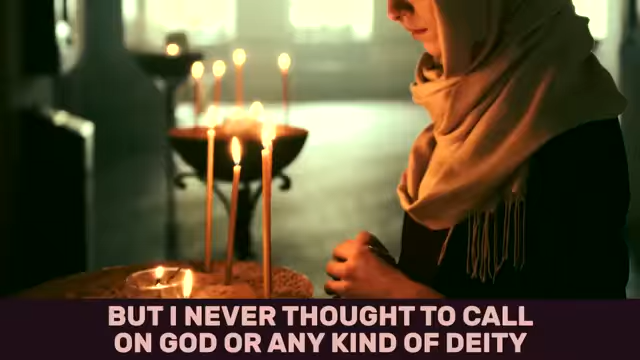 BUT I NEVER THOUGHT TO CALL
ON GOD OR ANY KIND OF DEITY